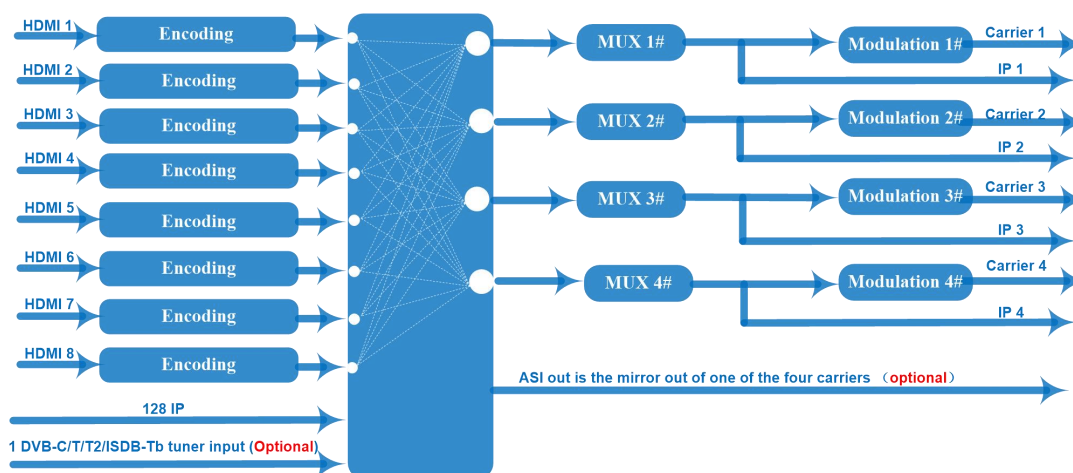 HDMI 1
Encoding
HDMI 2
Encoding
HDMI 3
Encoding
HDMI 4
Encoding
HDMI 5
Encoding
HDMI 6
Encoding
HDMI 7
Encoding
HDMI 8
Encoding
128 IP
1 DVB-C/T/T2/ISDB-Tb tuner input (Optional)
MUX 1#
Modulation 1#
Carrier 1
IP 1
MUX 2#
Modulation 2#
Carrier 2
IP 2
MUX 3#
Modulation 3#
Carrier 3
IP 3
MUX 4#
Modulation 4#
Carrier 4
IP 4
ASI out is the mirror out of one of the four carriers （optional）